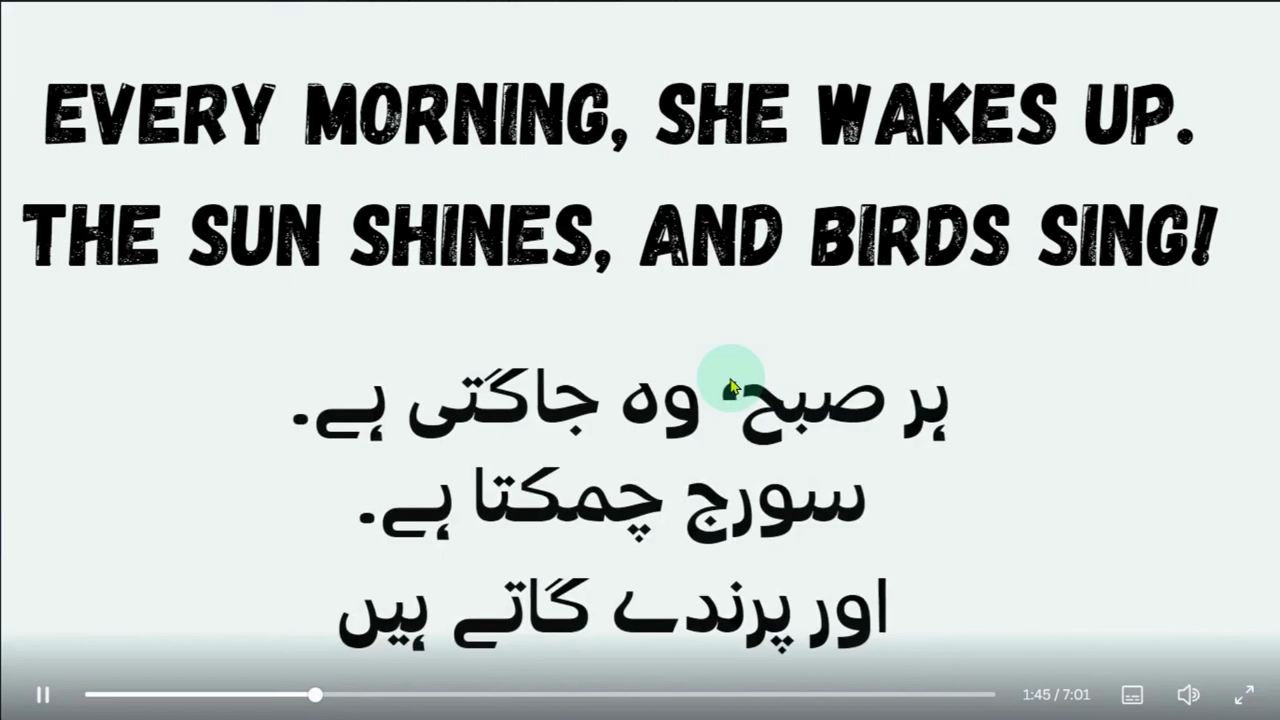 EVERY MORNING, SHE WAKES UP.
THE SUN SHINES, AND BIRDS SING!
ہر صبح، وہ جاگتی ہے.
سورج چمکتا ہے.
اور پرندے گاتے ہیں
1:45 / 7:01